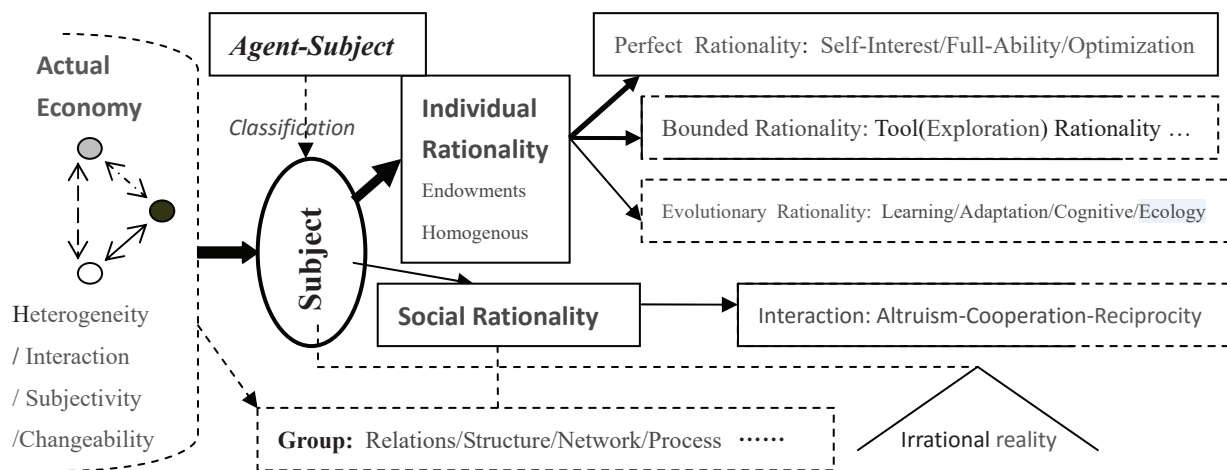 Actual
Economy
Heterogeneity
/ Interaction
/ Subjectivity
/Changeability
Agent-Subject
Classification
Subject
Individual
Rationality
Endowments
Homogenous
Perfect Rationality: Self-Interest/Full-Ability/Optimization
Bounded Rationality: Tool(Exploration) Rationality …
Evolutionary Rationality: Learning/Adaptation/Cognitive/Ecology
Social Rationality
Interaction: Altruism-Cooperation-Reciprocity
Group: Relations/Structure/Network/Process ⋯⋯
Irrational reality